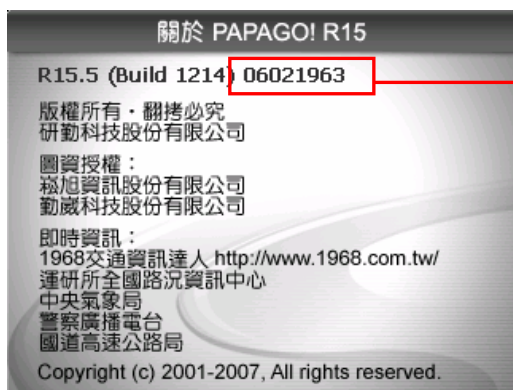 關於 PAPAGO! R15
R15.5 (Build 1214) 06021963
版權所有・翻拷必究
研勤科技股份有限公司
圖資授權：
崧旭資訊股份有限公司
勤崴科技股份有限公司
即時資訊：
1968交通資訊達人 http://www.1968.com.tw/
運研所全國路況資訊中心
中央氣象局
警察廣播電台
國道高速公路局
Copyright (c) 2001-2007, All rights reserved.